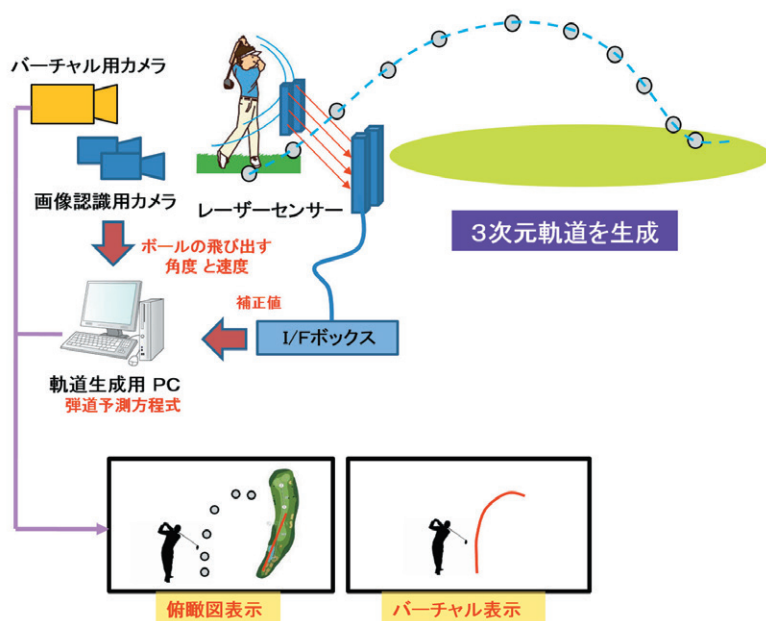 バーチャル用カメラ
画像認識用カメラ
レーザーセンサー
3次元軌道を生成
ボールの飛び出す
角度と速度
補正値
I/Fボックス
軌道生成用 PC
弾道予測方程式
俯瞰図表示
バーチャル表示